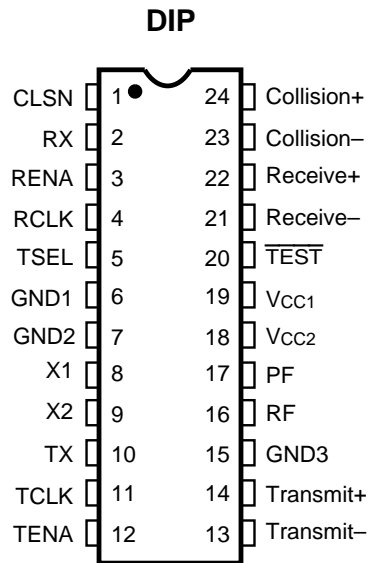 DIP
CLSN 1 24 Collision+
RX 2 23 Collision–
RENA 3 22 Receive+
RCLK 4 21 Receive–
TSEL 5 20 T̅E̅S̅T̅
GND1 6 19 VCC1
GND2 7 18 VCC2
X1 8 17 PF
X2 9 16 RF
TX 10 15 GND3
TCLK 11 14 Transmit+
TENA 12 13 Transmit–